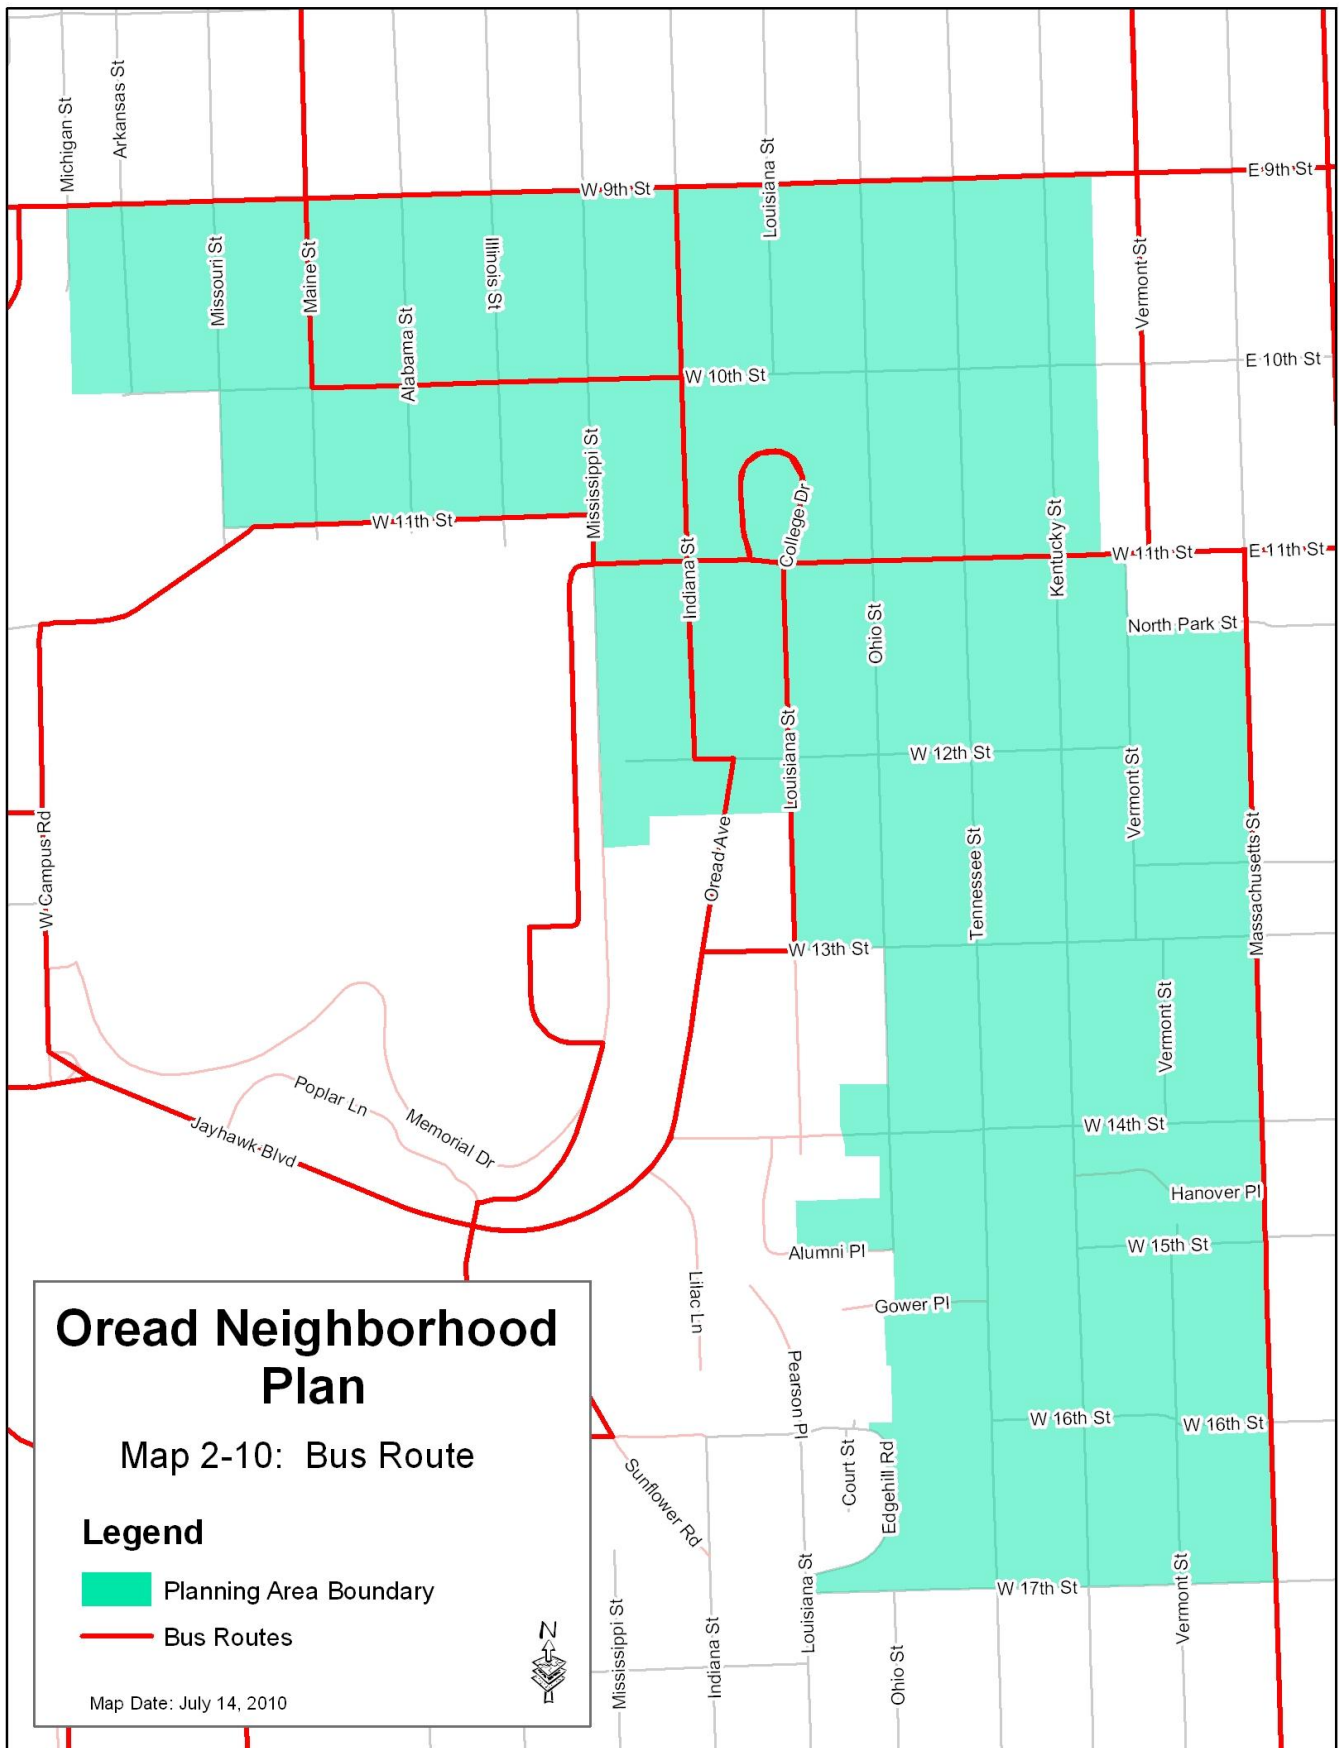 Michigan St
Arkansas St
Louisiana St
W 9th St
E 9th St
Missouri St
Maine St
Illinois St
Alabama St
Vermont St
W 10th St
E 10th St
Mississippi St
College Dr
W 11th St
Kentucky St
W 11th St
E 11th St
Indiana St
Ohio St
North Park St
Louisiana St
W 12th St
Vermont St
W Campus Rd
Oread Ave
Tennessee St
Massachusetts St
W 13th St
Vermont St
Poplar Ln
Memorial Dr
Jayhawk Blvd
W 14th St
Hanover Pl
Alumni Pl
W 15th St
Lilac Ln
Gower Pl
Pearson Pl
W 16th St
W 16th St
Court St
Edgehill Rd
Sunflower Rd
Louisiana St
W 17th St
Vermont St
Mississippi St
Indiana St
Ohio St
Oread Neighborhood
Plan
Map 2-10: Bus Route
Legend
Planning Area Boundary
Bus Routes
N
Map Date: July 14, 2010